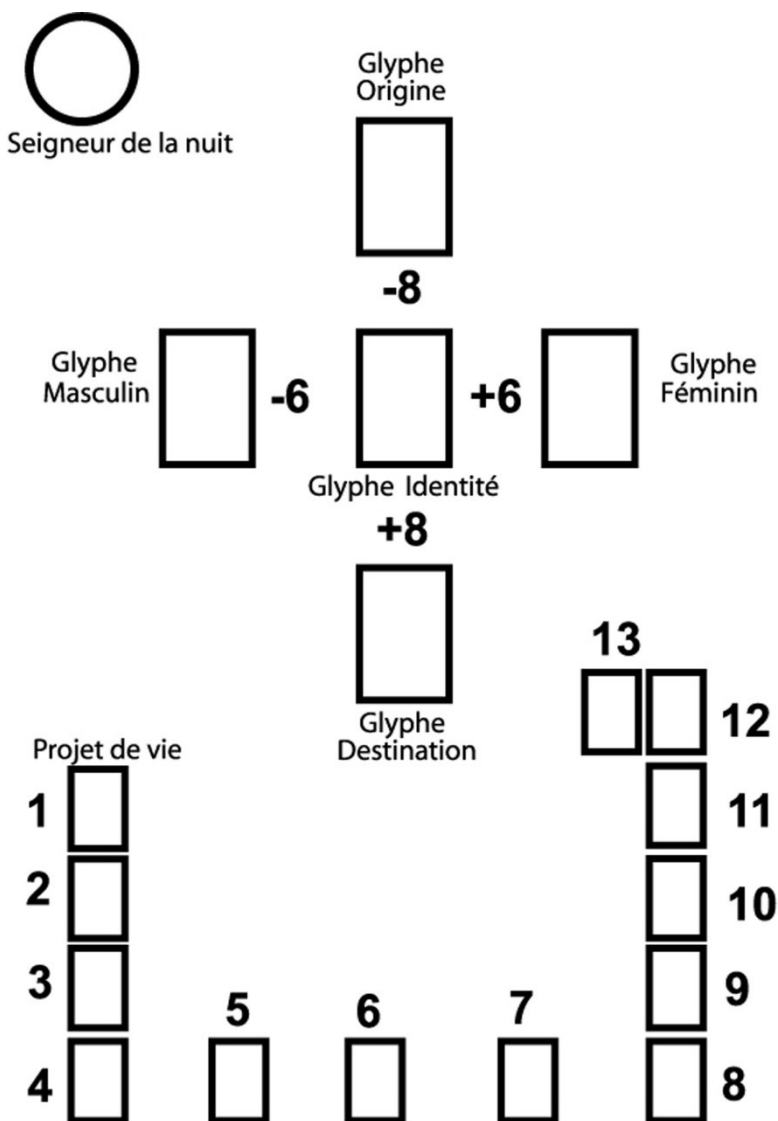 Glyphe
Origine
Seigneur de la nuit
-8
Glyphe
Masculin
-6
+6
Glyphe
Féminin
Glyphe Identité
+8
Glyphe
Destination
Projet de vie
1
2
3
4
5
6
7
8
9
10
11
12
13